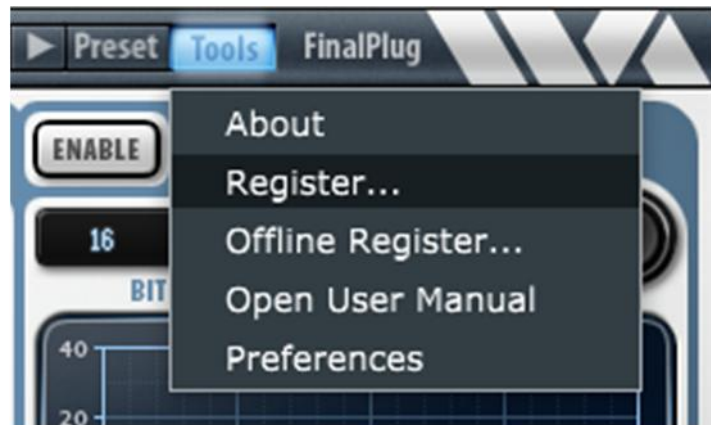 Preset Tools FinalPlug
About
ENABLE
Register...
16
Offline Register...
BIT
Open User Manual
40
Preferences
20